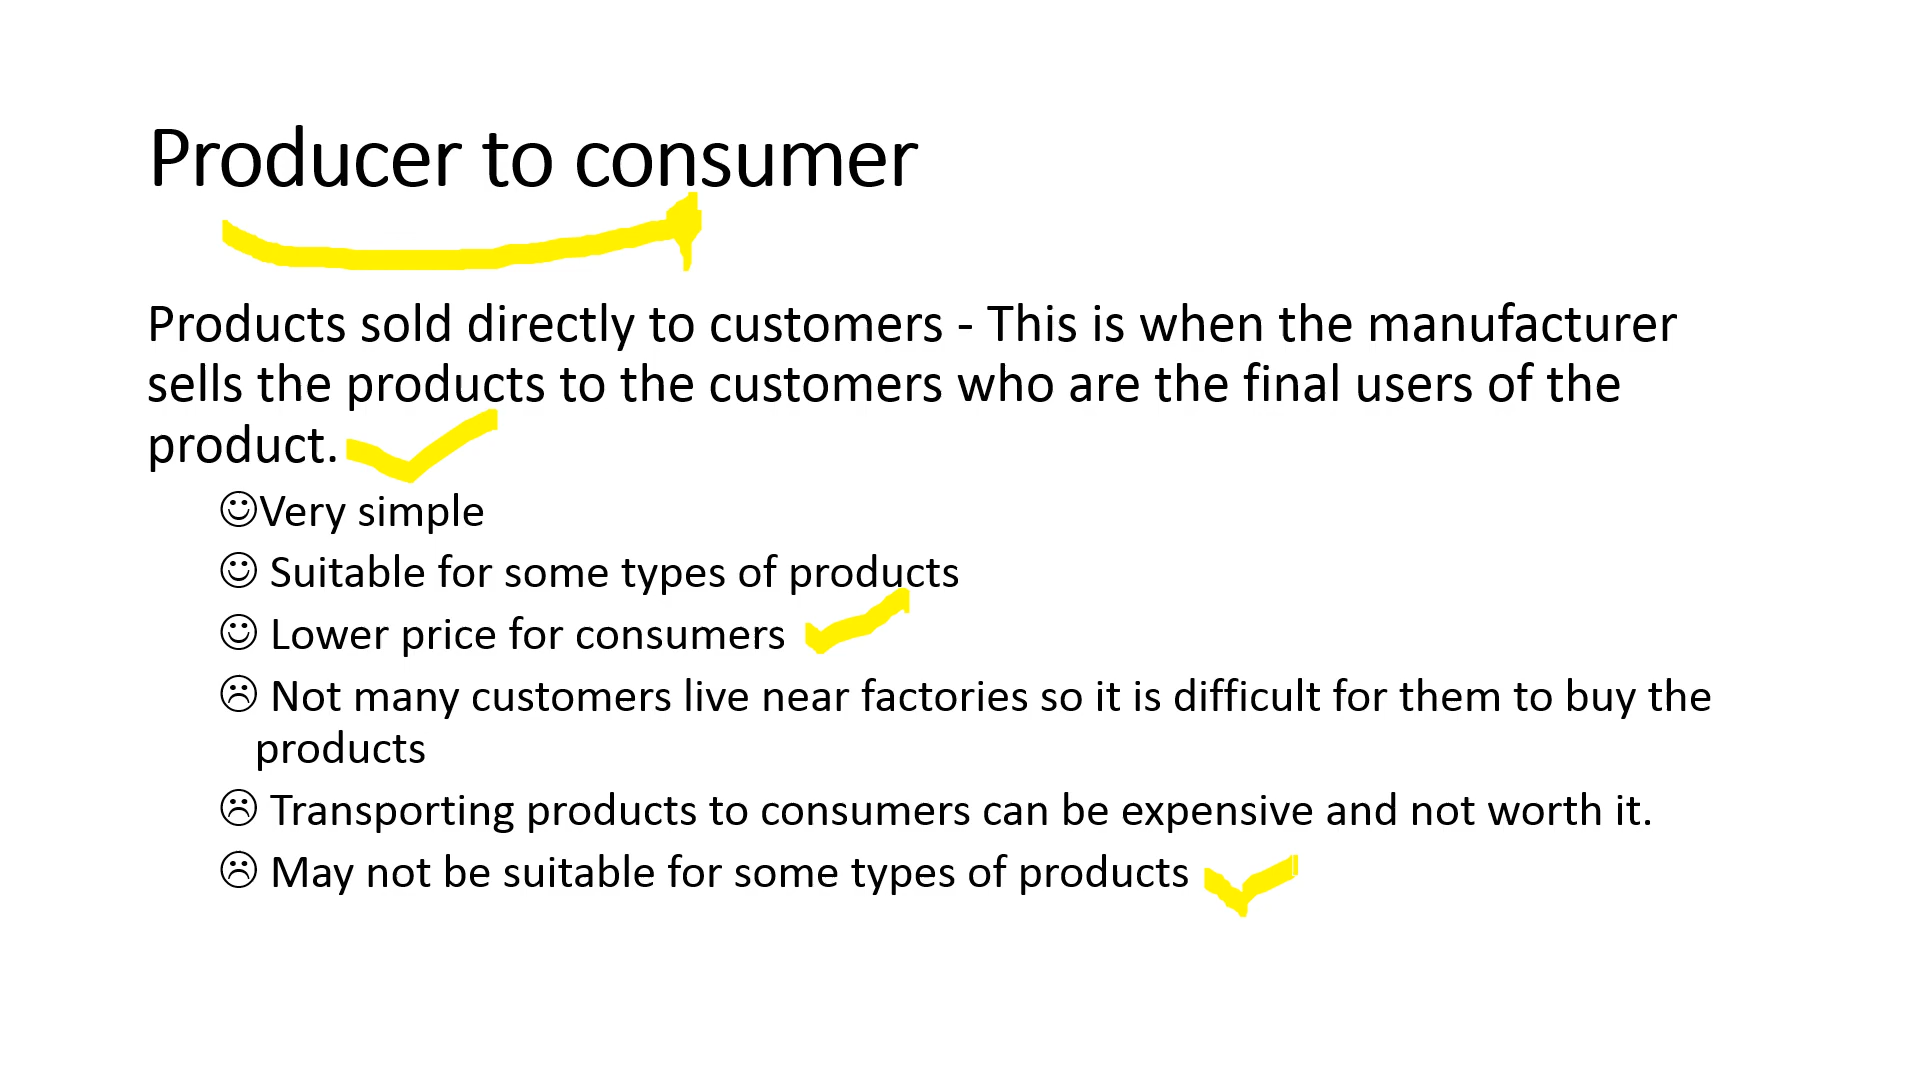 Producer to consumer
Products sold directly to customers - This is when the manufacturer
sells the products to the customers who are the final users of the
product.
☺Very simple
☺ Suitable for some types of products
☺ Lower price for consumers
☹ Not many customers live near factories so it is difficult for them to buy the
products
☹ Transporting products to consumers can be expensive and not worth it.
☹ May not be suitable for some types of products